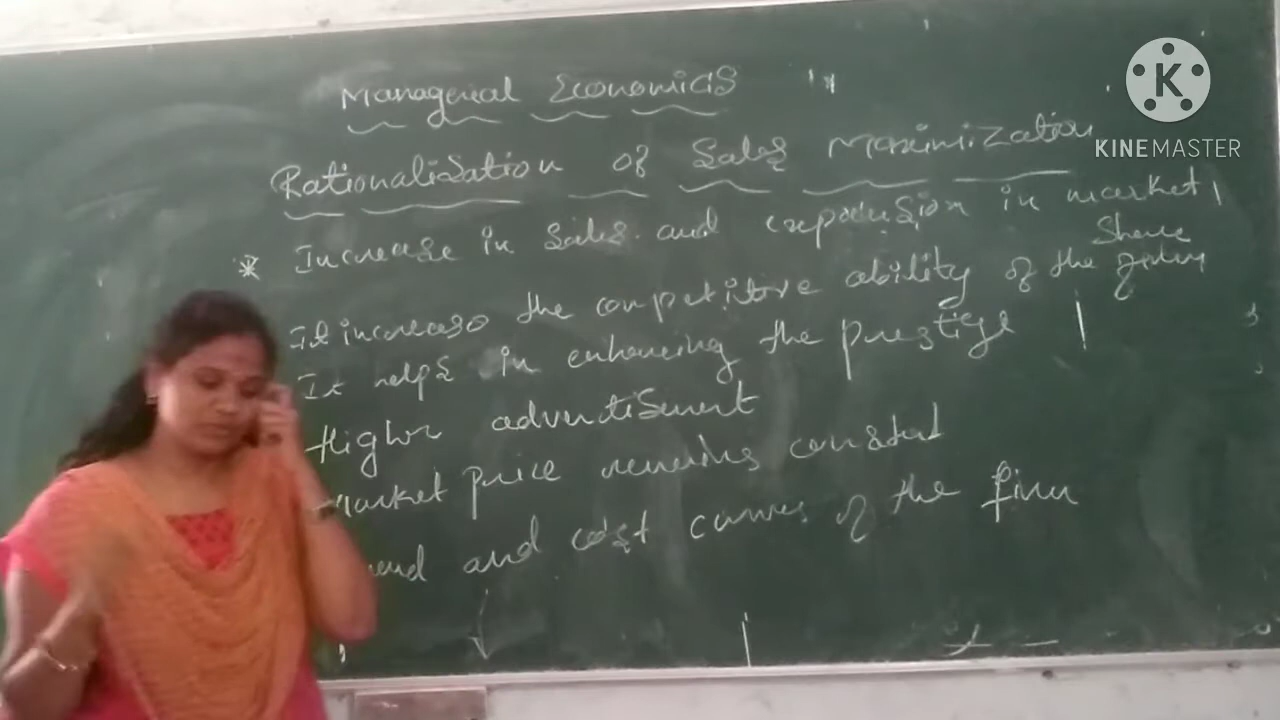 Managerial Economics
Rationalisation of Sales Maximization
* Increase in sales and expansion in market
Share
It increases the competitive ability of the
It helps in enhancing the prestige
Higher advertisement
Market price remains constant
and cost curves of the firm
K
KINEMASTER